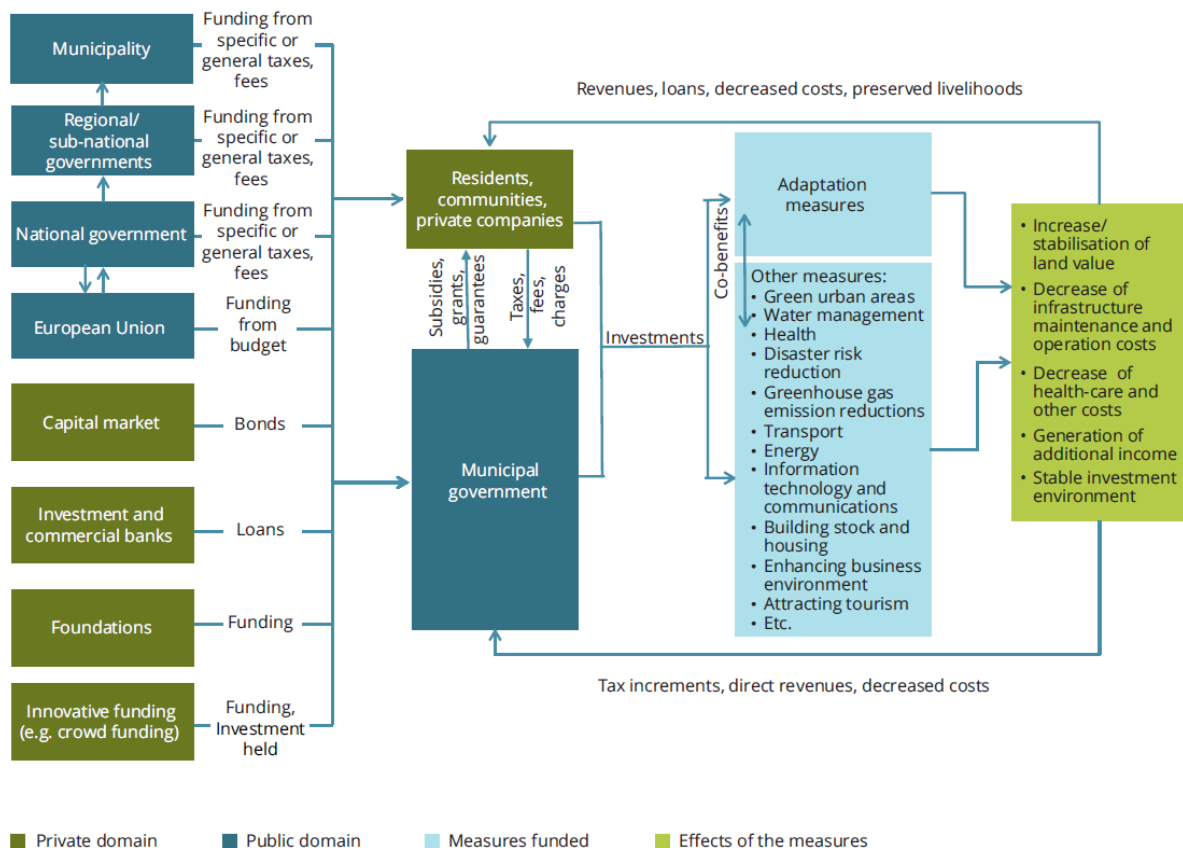 Municipality
Funding from
specific or
general taxes,
fees
Regional/
sub-national
governments
Funding from
specific or
general taxes,
fees
National government
Funding from
specific or
general taxes,
fees
European Union
Funding
from
budget
Capital market
Bonds
Investment and
commercial banks
Loans
Foundations
Funding
Innovative funding
(e.g. crowd funding)
Funding,
Investment
held
Revenues, loans, decreased costs, preserved livelihoods
Residents,
communities,
private companies
Subsidies,
grants,
guarantees
Taxes,
fees,
charges
Municipal
government
Investments
Co-benefits
Adaptation
measures
Other measures:
• Green urban areas
• Water management
• Health
• Disaster risk
reduction
• Greenhouse gas
emission reductions
• Transport
• Energy
• Information
technology and
communications
• Building stock and
housing
• Enhancing business
environment
• Attracting tourism
• Etc.
• Increase/
stabilisation of
land value
• Decrease of
infrastructure
maintenance and
operation costs
• Decrease of
health-care and
other costs
• Generation of
additional income
• Stable investment
environment
Tax increments, direct revenues, decreased costs
Private domain
Public domain
Measures funded
Effects of the measures